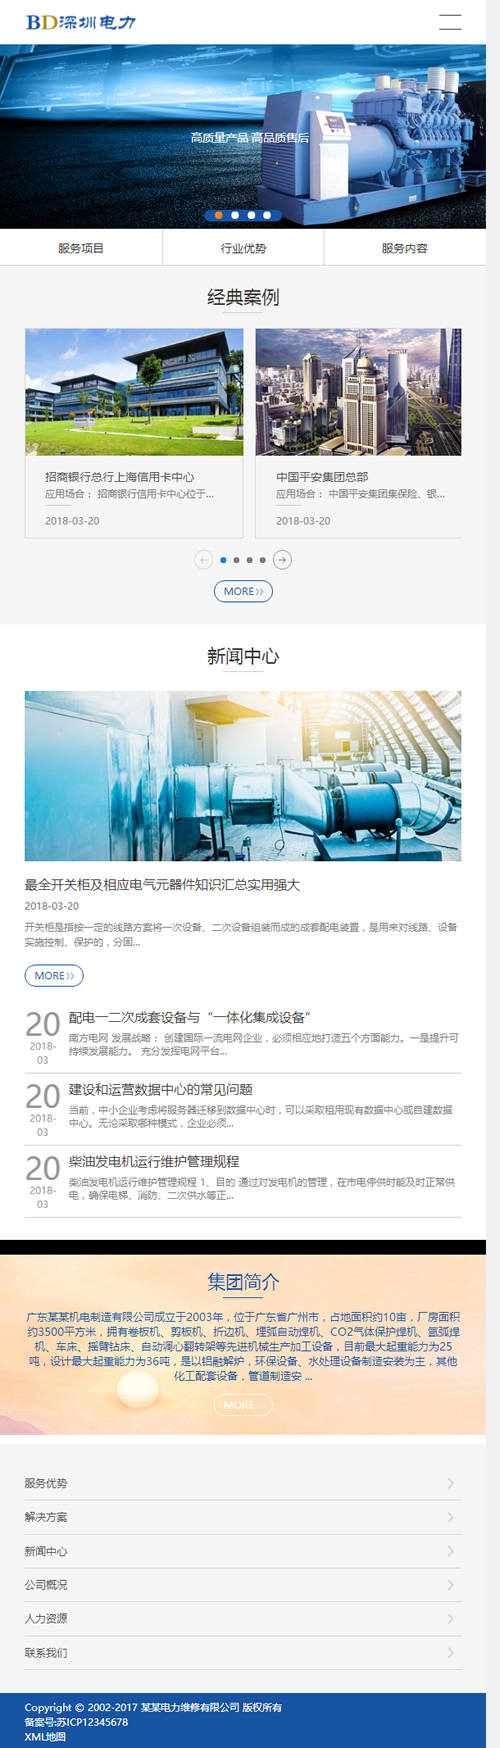 BD深圳电力
高质量产品 高品质售后
服务项目
行业优势
服务内容
经典案例
招商银行总行上海信用卡中心
应用场合： 招商银行信用卡中心位于...
2018-03-20
中国平安集团总部
应用场合： 中国平安集团集保险、银...
2018-03-20
MORE
新闻中心
最全开关柜及相应电气元器件知识汇总实用强大
2018-03-20
开关柜是指按一定的线路方案将一次设备、二次设备组装而成的成套配电装置，是用来对线路、设备
实施控制、保护的，分固...
MORE
20
2018-
03
配电一二次成套设备与“一体化集成设备”
南方电网 发展战略： 创建国际一流电网企业，必须相应地打造五个方面能力。一是提升可
持续发展能力。 充分发挥电网平台...
20
2018-
03
建设和运营数据中心的常见问题
当前，中小企业考虑将服务器迁移到数据中心时，可以采取租用现有数据中心或自建数据
中心。无论采取哪种模式，企业必须...
20
2018-
03
柴油发电机运行维护管理规程
柴油发电机运行维护管理规程 1、目的 通过对发电机的管理，在市电停供时能及时正常供
电，确保电梯、消防、二次供水等正...
集团简介
广东某某机电制造有限公司成立于2003年，位于广东省广州市，占地面积约10亩，厂房面积
约3500平方米，拥有卷板机、剪板机、折边机、埋弧自动焊机、CO2气体保护焊机、氩弧焊
机、车床、摇臂钻床、自动调心翻转架等先进机械生产加工设备，目前最大起重能力为25
吨，设计最大起重能力为36吨，是以铝融解炉，环保设备、水处理设备制造安装为主，其他
化工配套设备，管道制造安 ...
MORE
服务优势
解决方案
新闻中心
公司概况
人力资源
联系我们
Copyright © 2002-2017 某某电力维修有限公司 版权所有
备案号:苏ICP12345678
XML地图